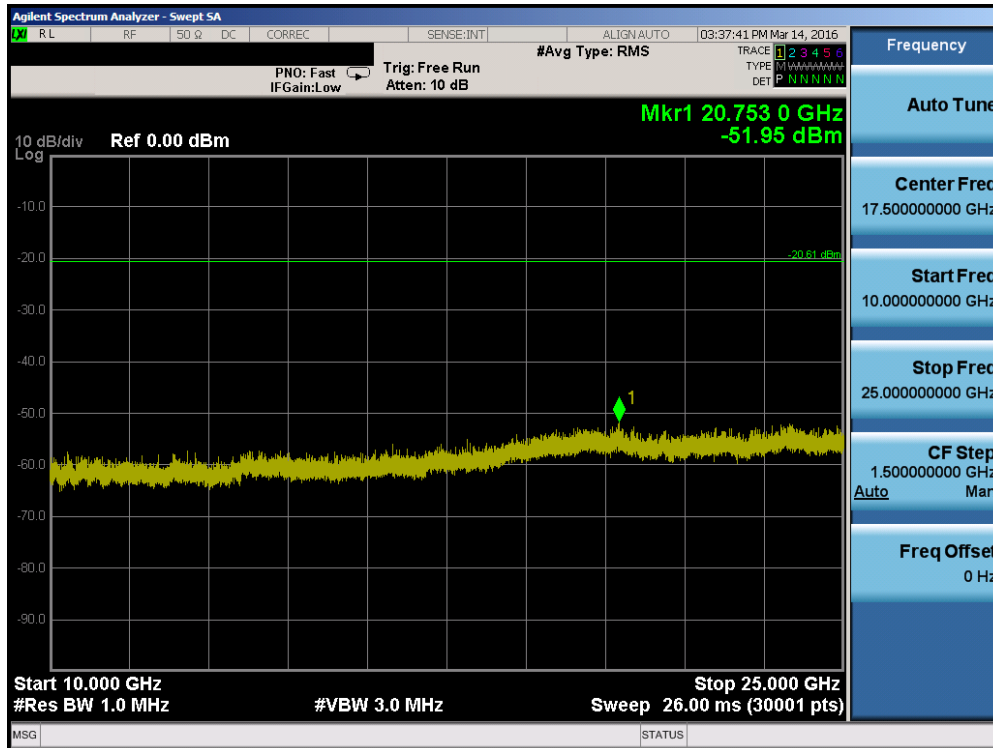 Agilent Spectrum Analyzer - Swept SA
LXI RL RF 50 Ω DC CORREC SENSE:INT ALIGN AUTO 03:37:41 PM Mar 14, 2016
#Avg Type: RMS
TRACE 1 2 3 4 5 6
PNO: Fast Trig: Free Run
TYPE M
IFGain:Low Atten: 10 dB
DET P N N N N N
Mkr1 20.753 0 GHz
-51.95 dBm
10 dB/div Ref 0.00 dBm
Log
-10.0
-20.0
-20.61 dBm
-30.0
-40.0
-50.0
1
-60.0
-70.0
-80.0
-90.0
Start 10.000 GHz Stop 25.000 GHz
#Res BW 1.0 MHz #VBW 3.0 MHz Sweep 26.00 ms (30001 pts)
MSG STATUS
Frequency
Auto Tune
Center Freq
17.500000000 GHz
Start Freq
10.000000000 GHz
Stop Freq
25.000000000 GHz
CF Step
1.500000000 GHz
Auto Man
Freq Offset
0 Hz